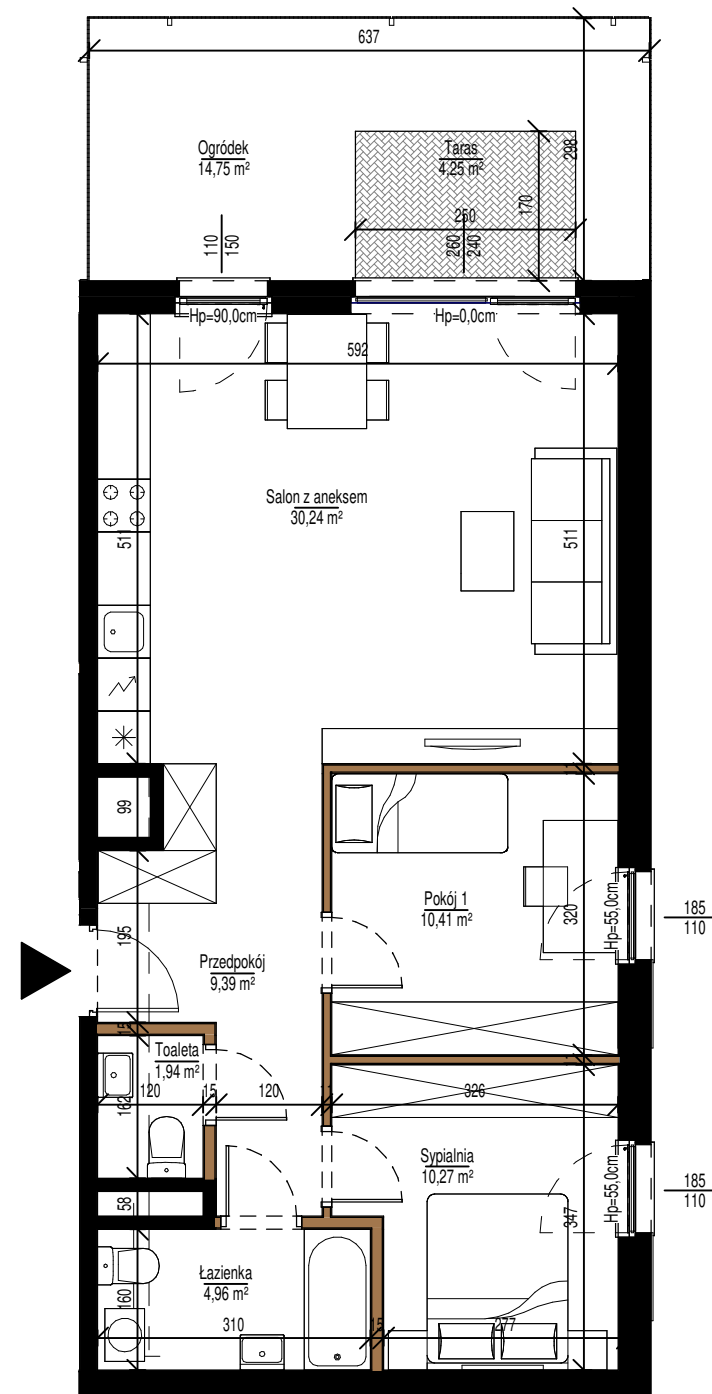 637
Ogródek
14,75 m²
Taras
4,25 m²
298
170
250
110
150
260
240
Hp=90,0cm
Hp=0,0cm
592
Salon z aneksem
30,24 m²
511
511
99
Pokój 1
10,41 m²
320
Hp=55,0cm
185
110
195
Przedpokój
9,39 m²
15
Toaleta
1,94 m²
120
15
120
11
326
162
Sypialnia
10,27 m²
Hp=55,0cm
185
110
58
347
Łazienka
4,96 m²
160
310
15
277